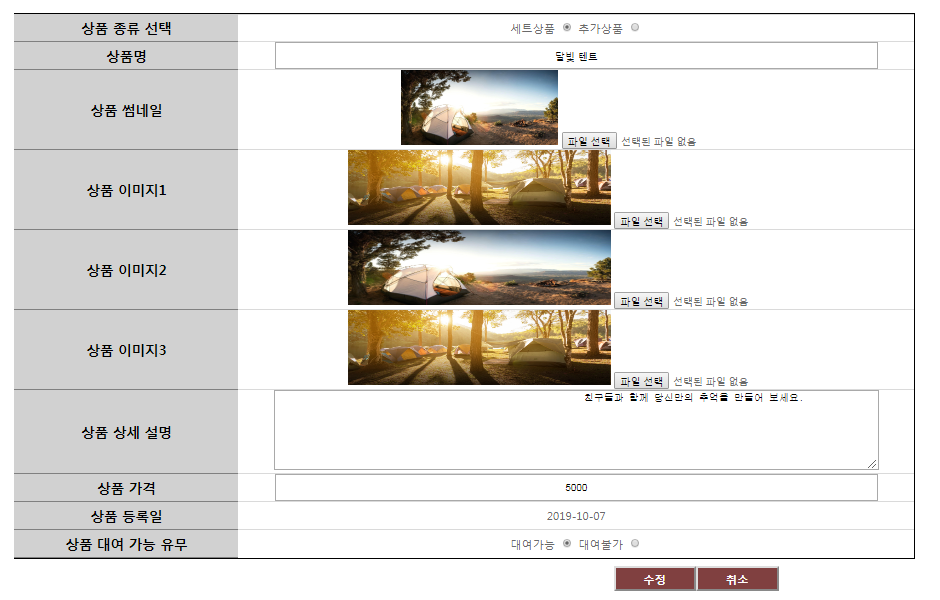 상품 종류 선택 세트상품 추가상품
상품명 달빛 텐트
상품 썸네일 파일 선택 선택된 파일 없음
상품 이미지1 파일 선택 선택된 파일 없음
상품 이미지2 파일 선택 선택된 파일 없음
상품 이미지3 파일 선택 선택된 파일 없음
친구들과 함께 당신만의 추억를 만들어 보세요.
상품 상세 설명
상품 가격 5000
상품 등록일 2019-10-07
상품 대여 가능 유무 대여가능 대여불가
수정 취소